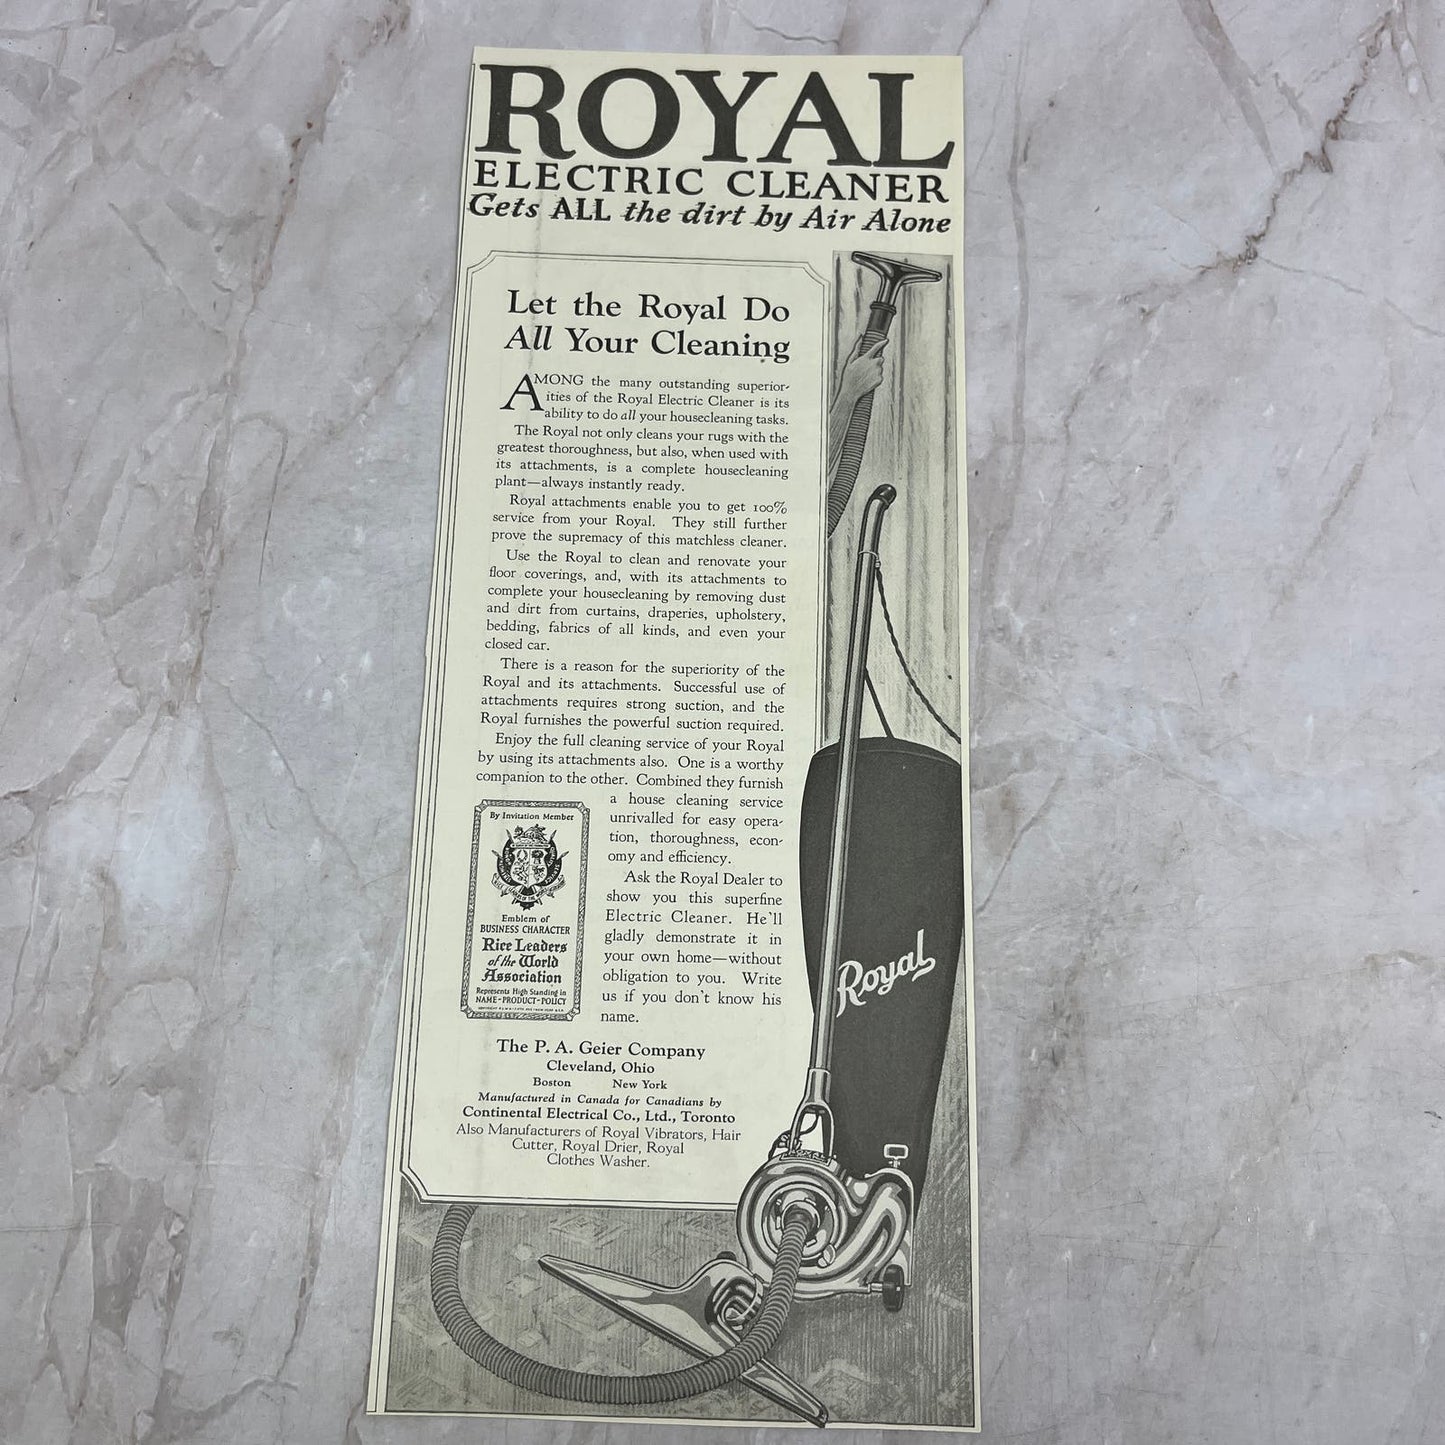 ROYAL
ELECTRIC CLEANER
Gets ALL the dirt by Air Alone
Let the Royal Do
All Your Cleaning
AMONG the many outstanding superior-
ities of the Royal Electric Cleaner is its
ability to do all your housecleaning tasks.
The Royal not only cleans your rugs with the
greatest thoroughness, but also, when used with
its attachments, is a complete housecleaning
plant—always instantly ready.
Royal attachments enable you to get 100%
service from your Royal. They still further
prove the supremacy of this matchless cleaner.
Use the Royal to clean and renovate your
floor coverings, and, with its attachments to
complete your housecleaning by removing dust
and dirt from curtains, draperies, upholstery,
bedding, fabrics of all kinds, and even your
closed car.
There is a reason for the superiority of the
Royal and its attachments. Successful use of
attachments requires strong suction, and the
Royal furnishes the powerful suction required.
Enjoy the full cleaning service of your Royal
by using its attachments also. One is a worthy
companion to the other. Combined they furnish
a house cleaning service
unrivalled for easy opera-
tion, thoroughness, econ-
omy and efficiency.
Ask the Royal Dealer to
show you this superfine
Electric Cleaner. He'll
gladly demonstrate it in
your own home—without
obligation to you. Write
us if you don't know his
name.
By Invitation Member
Emblem of
BUSINESS CHARACTER
Rice Leaders
of the World
Association
Represents High Standing in
NAME-PRODUCT-POLICY
The P. A. Geier Company
Cleveland, Ohio
Boston New York
Manufactured in Canada for Canadians by
Continental Electrical Co., Ltd., Toronto
Also Manufacturers of Royal Vibrators, Hair
Cutter, Royal Drier, Royal
Clothes Washer.
Royal